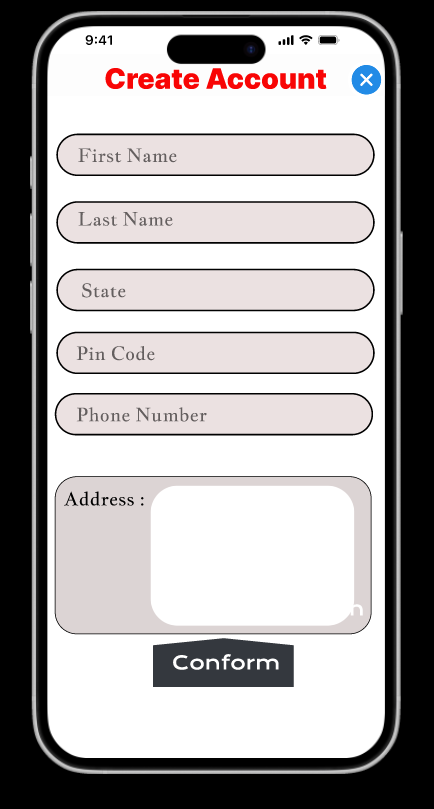 9:41
Create Account
First Name
Last Name
State
Pin Code
Phone Number
Address :
Conform